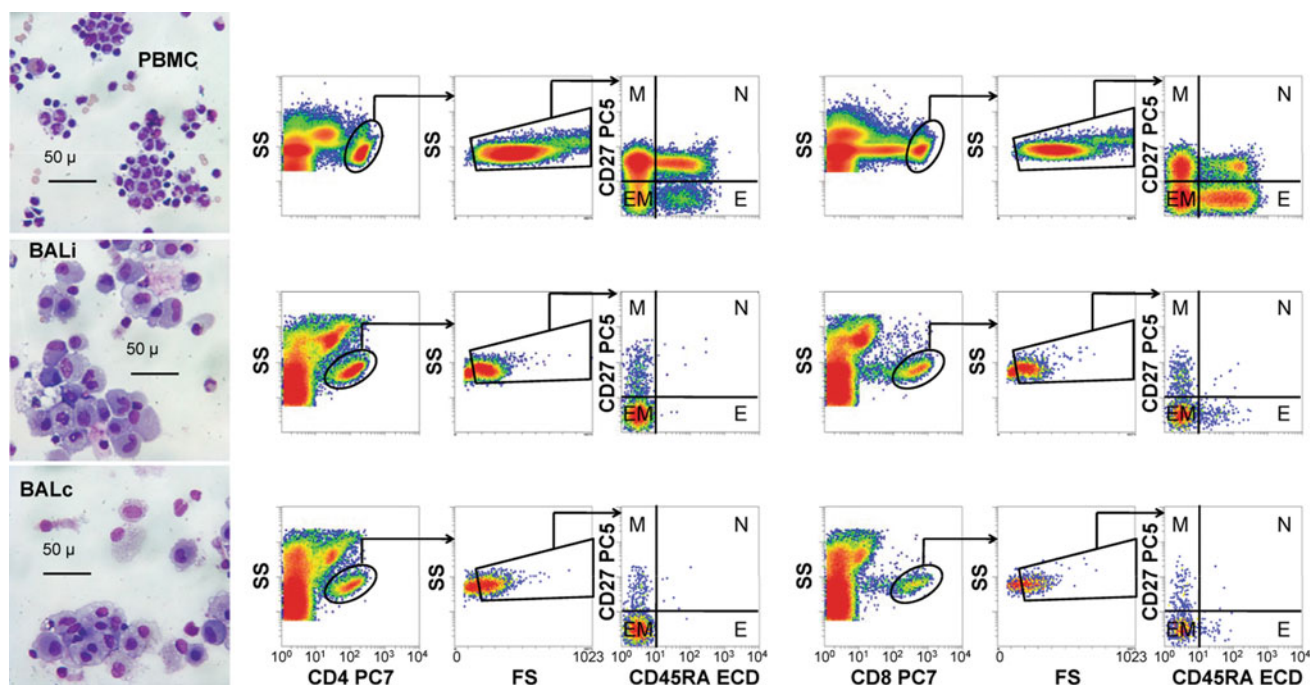 PBMC
50 µ
SS
SS
CD27 PC5
M
N
EM
E
SS
SS
CD27 PC5
M
N
EM
E
BALi
50 µ
SS
SS
CD27 PC5
M
N
EM
E
SS
SS
CD27 PC5
M
N
EM
E
BALc
50 µ
SS
SS
CD27 PC5
M
N
EM
E
SS
SS
CD27 PC5
M
N
EM
E
10⁰ 10¹ 10² 10³ 10⁴
0 1023
10⁰ 10¹ 10² 10³ 10⁴
10⁰ 10¹ 10² 10³ 10⁴
0 1023
10⁰ 10¹ 10² 10³ 10⁴
CD4 PC7
FS
CD45RA ECD
CD8 PC7
FS
CD45RA ECD